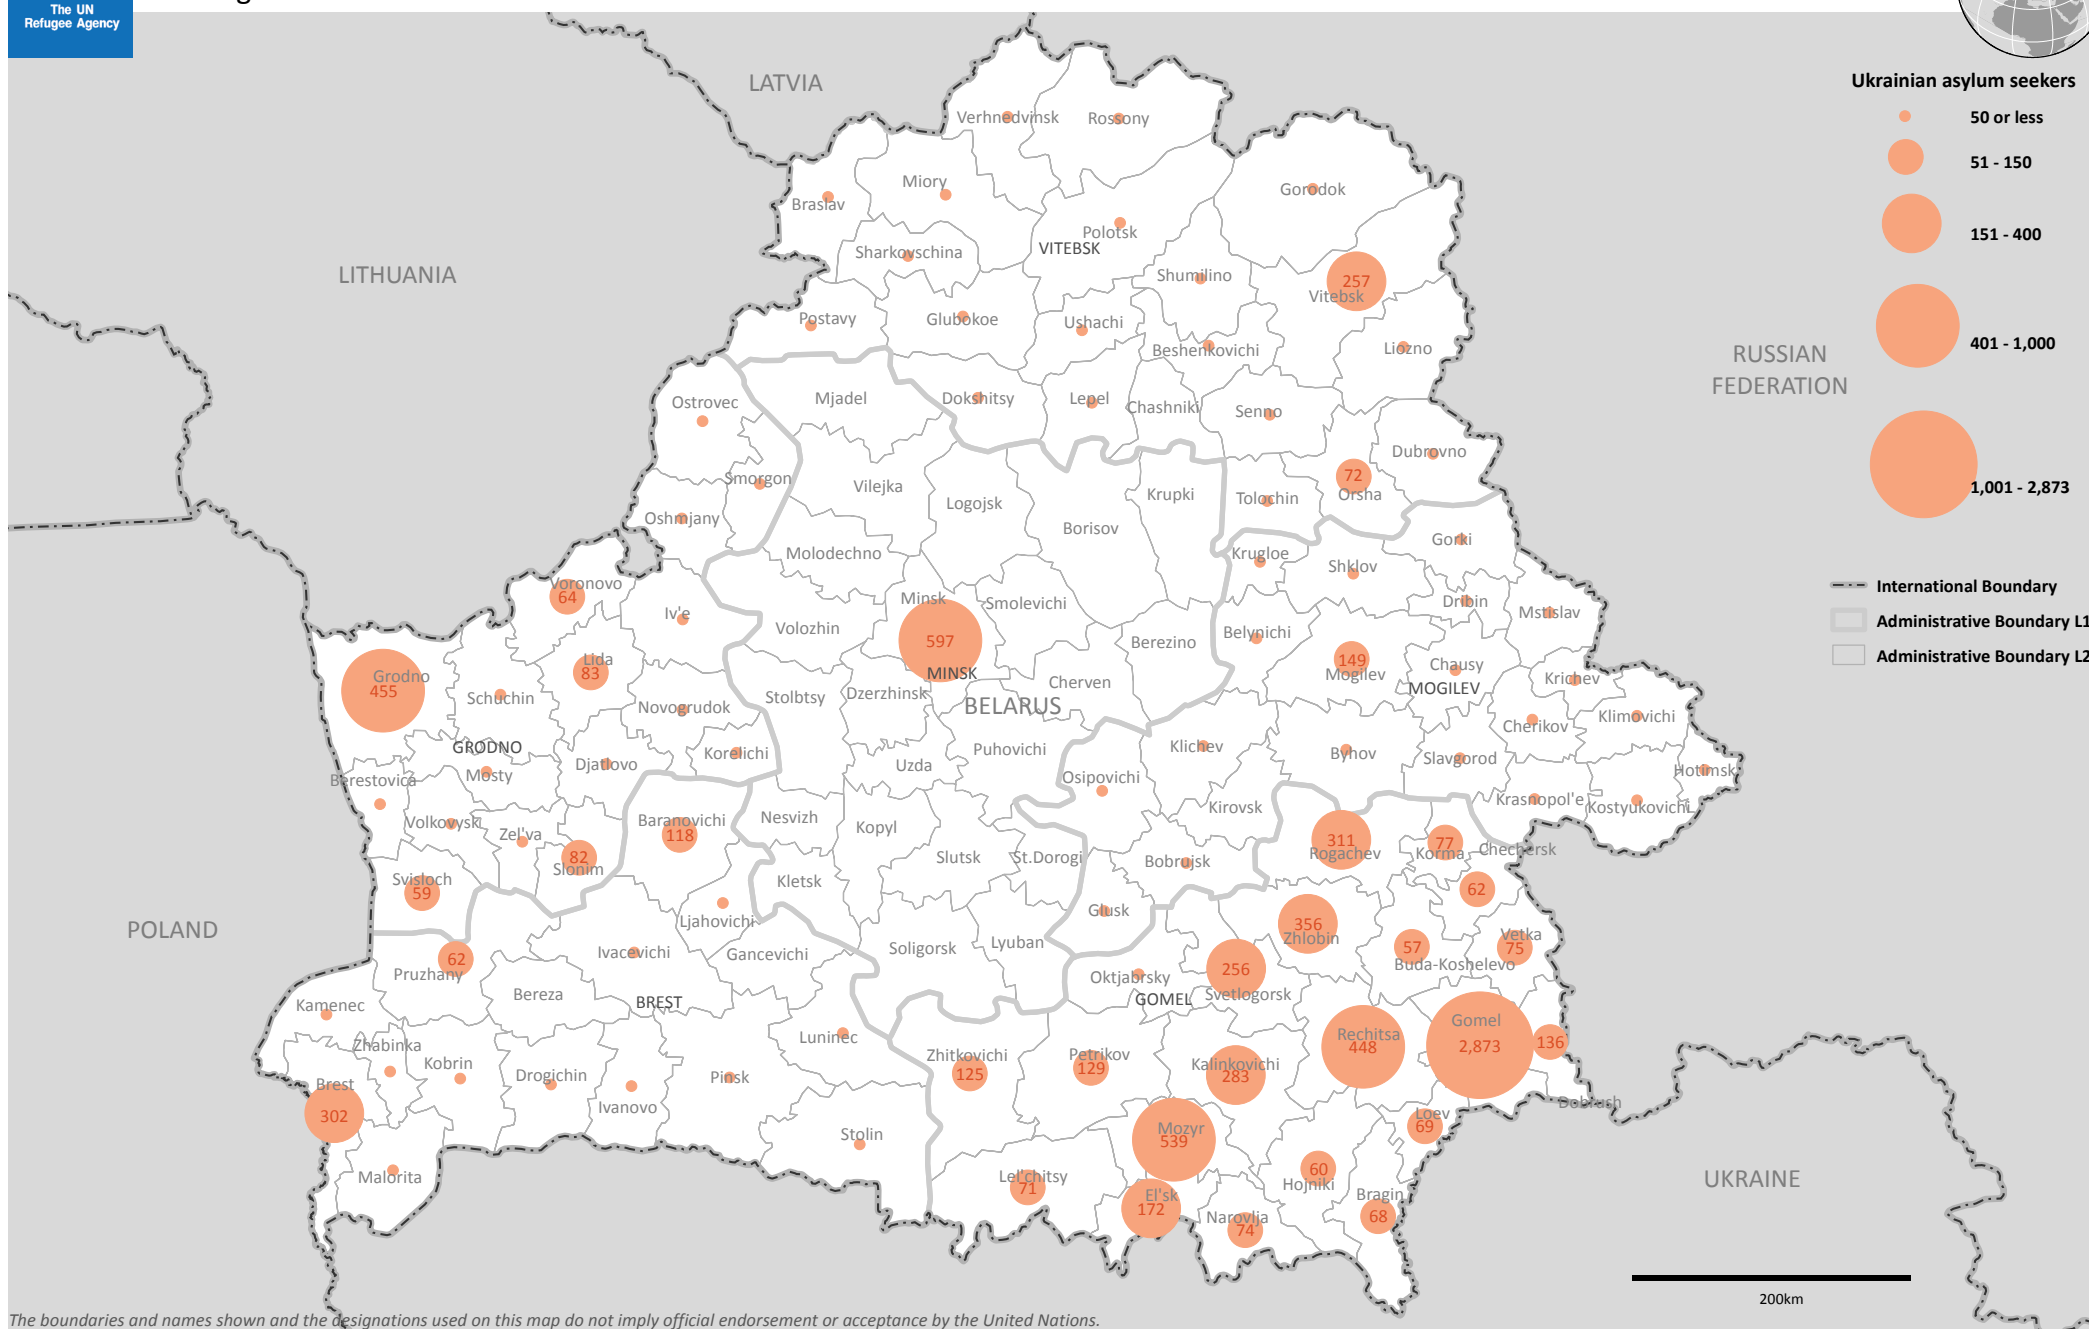 The UN
Refugee Agency
LATVIA
Ukrainian asylum seekers
50 or less
51 - 150
151 - 400
401 - 1,000
1,001 - 2,873
International Boundary
Administrative Boundary L1
Administrative Boundary L2
LITHUANIA
RUSSIAN
FEDERATION
POLAND
UKRAINE
BELARUS
Verhnedvinsk
Rossony
Miory
Braslav
Gorodok
Polotsk
VITEBSK
Sharkovschina
Shumilino
257
Vitebsk
Postavy
Glubokoe
Ushachi
Beshenkovichi
Liozno
Ostrovec
Mjadel
Dokshitsy
Lepel
Chashniki
Senno
Dubrovno
Smorgon
Vilejka
Logojsk
Krupki
Tolochin
72
Orsha
Oshmjany
Borisov
Gorki
Molodechno
Krugloe
Shklov
Voronovo
64
Iv'e
Minsk
Smolevichi
Dribin
Mstislav
Volozhin
597
Berezino
Belynichi
149
Mogilev
Lida
83
Grodno
455
MINSK
Chausy
MOGILEV
Krichev
Schuchin
Stolbtsy
Dzerzhinsk
Cherven
Novogrudok
Cherikov
Klimovichi
GRODNO
Korelichi
Puhovichi
Klichev
Byhov
Slavgorod
Djatlovo
Mosty
Uzda
Osipovichi
Hotimsk
Berestovica
Krasnopol'e
Kostyukovichi
Kirovsk
Volkovysk
Zel'va
Baranovichi
118
Nesvizh
Kopyl
311
Rogachev
77
Korma
Chechersk
62
82
Slonim
Slutsk
St.Dorogi
Bobrujsk
Svisloch
59
Kletsk
Ljahovichi
Glusk
356
Zhlobin
Ivacevichi
Gancevichi
Soligorsk
Lyuban
57
Buda-Koshelevo
Vetka
75
62
Pruzhany
256
Svetlogorsk
Oktjabrsky
GOMEL
Bereza
BREST
Kamenec
Luninec
Rechitsa
448
Gomel
2,873
136
Dobrush
Zhabinka
Kobrin
Drogichin
Pinsk
Zhitkovichi
125
Petrikov
129
Kalinkovichi
283
Brest
302
Ivanovo
Loev
69
Stolin
Mozyr
539
Malorita
Lel'chitsy
71
El'sk
172
60
Hojniki
Bragin
68
Narovlja
74
200km
The boundaries and names shown and the designations used on this map do not imply official endorsement or acceptance by the United Nations.